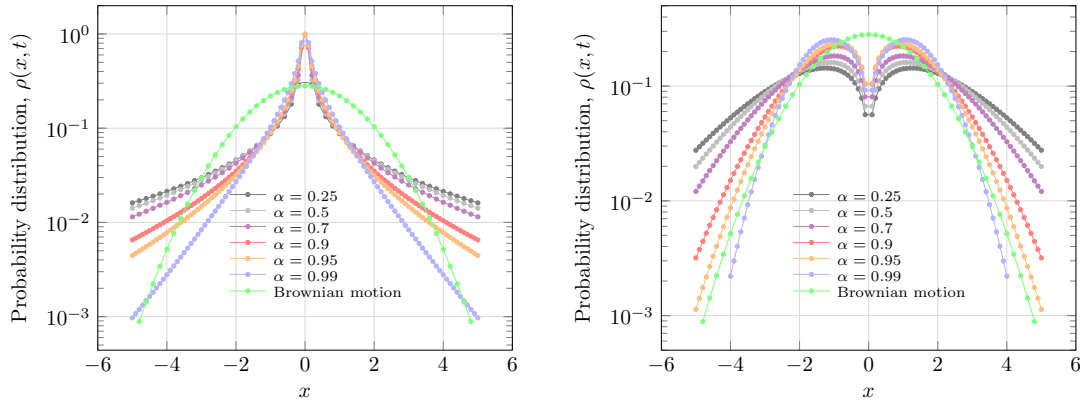 Probability distribution, ρ(x, t)
10⁰
10⁻¹
10⁻²
10⁻³
α = 0.25
α = 0.5
α = 0.7
α = 0.9
α = 0.95
α = 0.99
Brownian motion
−6 −4 −2 0 2 4 6
x
Probability distribution, ρ(x, t)
10⁻¹
10⁻²
10⁻³
α = 0.25
α = 0.5
α = 0.7
α = 0.9
α = 0.95
α = 0.99
Brownian motion
−6 −4 −2 0 2 4 6
x